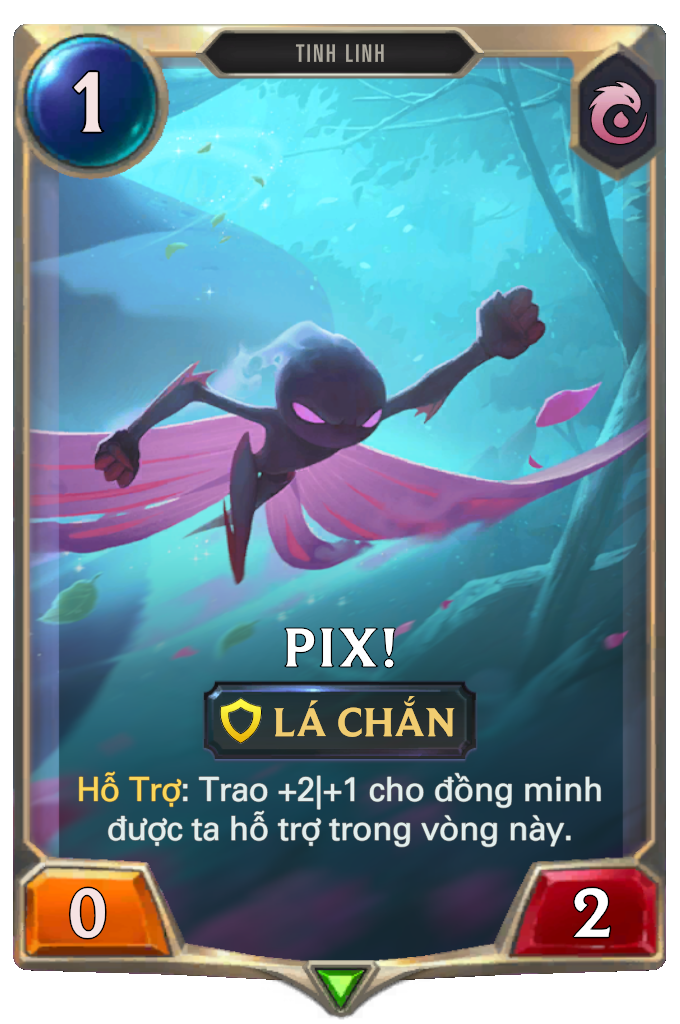 1
TINH LINH
PIX!
LÁ CHẮN
Hỗ Trợ: Trao +2|+1 cho đồng minh
được ta hỗ trợ trong vòng này.
0
2